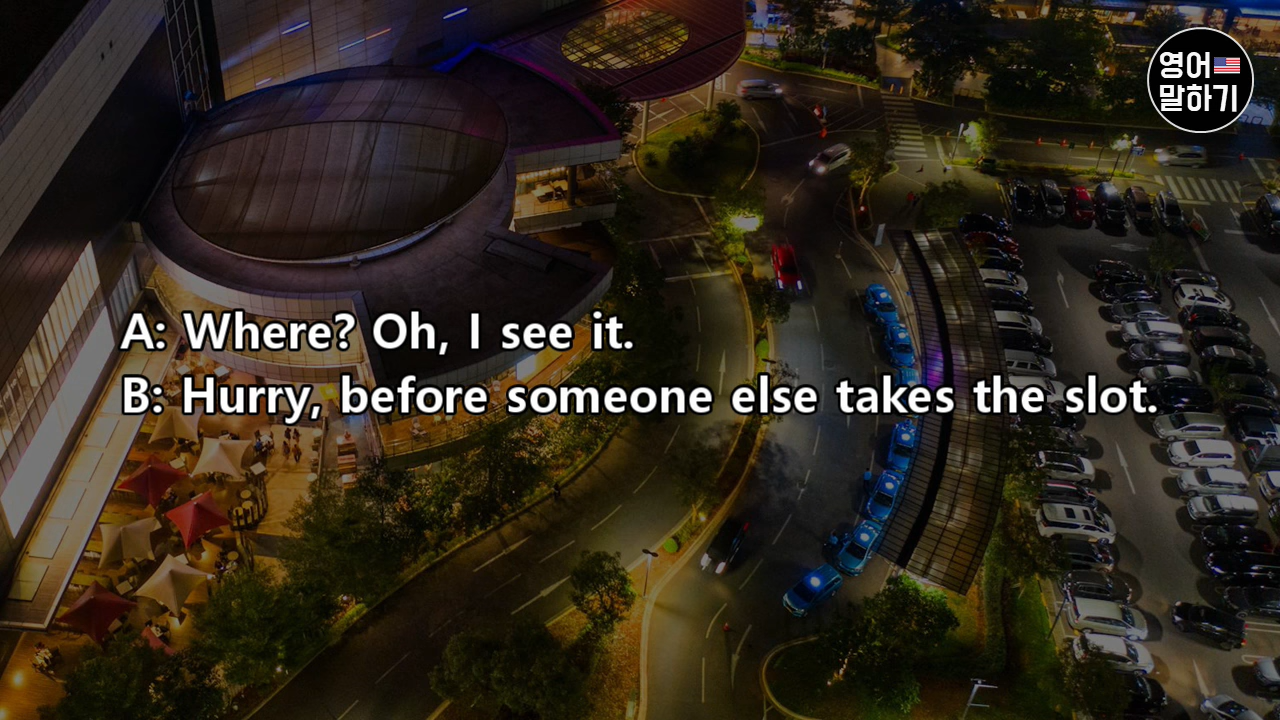 영어
말하기
A: Where? Oh, I see it.
B: Hurry, before someone else takes the slot.